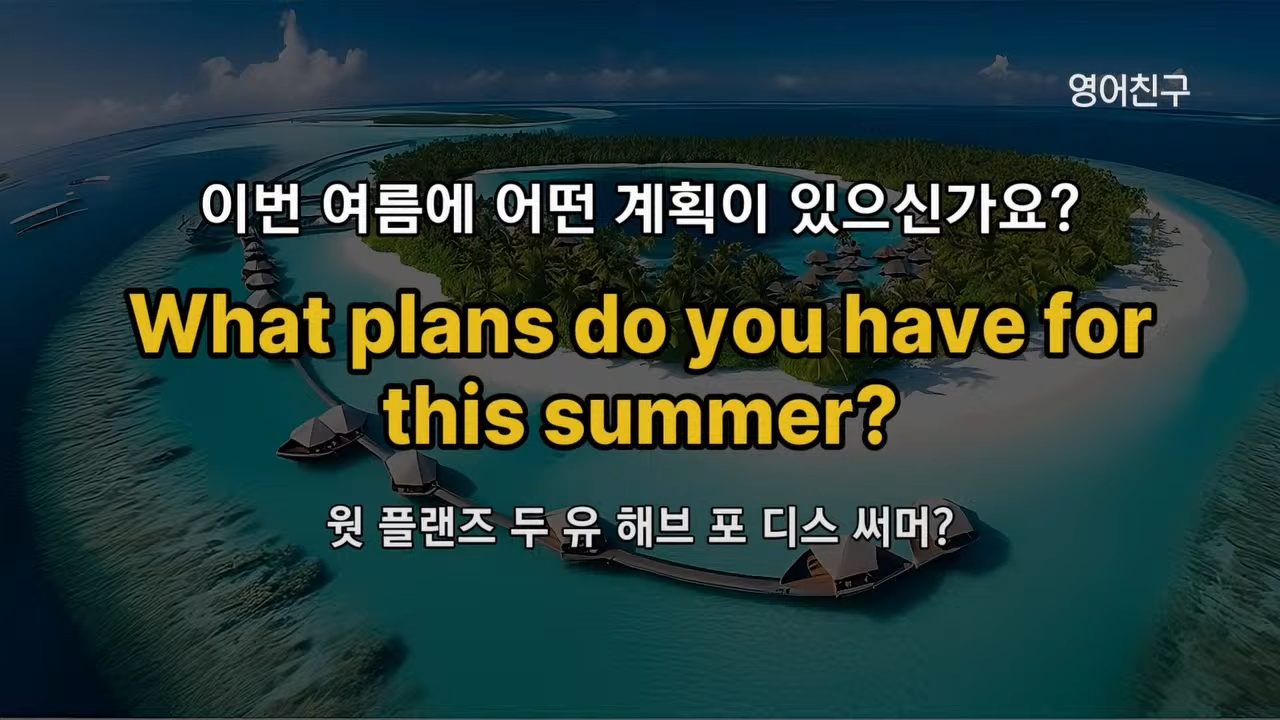 영어친구
이번 여름에 어떤 계획이 있으신가요?
What plans do you have for
this summer?
웟 플랜즈 두 유 해브 포 디스 써머?